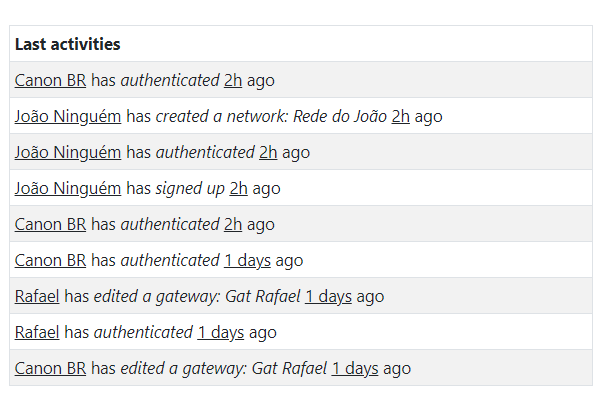 Last activities
Canon BR has authenticated 2h ago
João Ninguém has created a network: Rede do João 2h ago
João Ninguém has authenticated 2h ago
João Ninguém has signed up 2h ago
Canon BR has authenticated 2h ago
Canon BR has authenticated 1 days ago
Rafael has edited a gateway: Gat Rafael 1 days ago
Rafael has authenticated 1 days ago
Canon BR has edited a gateway: Gat Rafael 1 days ago